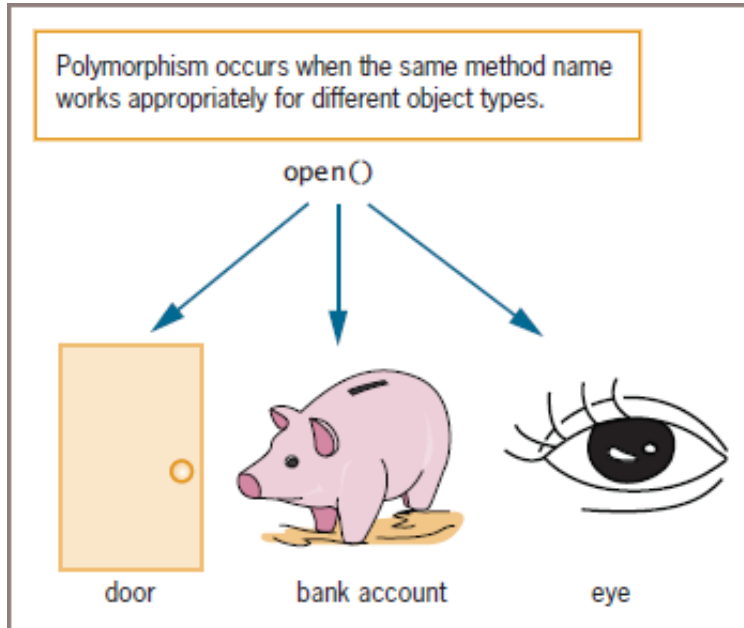 Polymorphism occurs when the same method name
works appropriately for different object types.
open()
door bank account eye